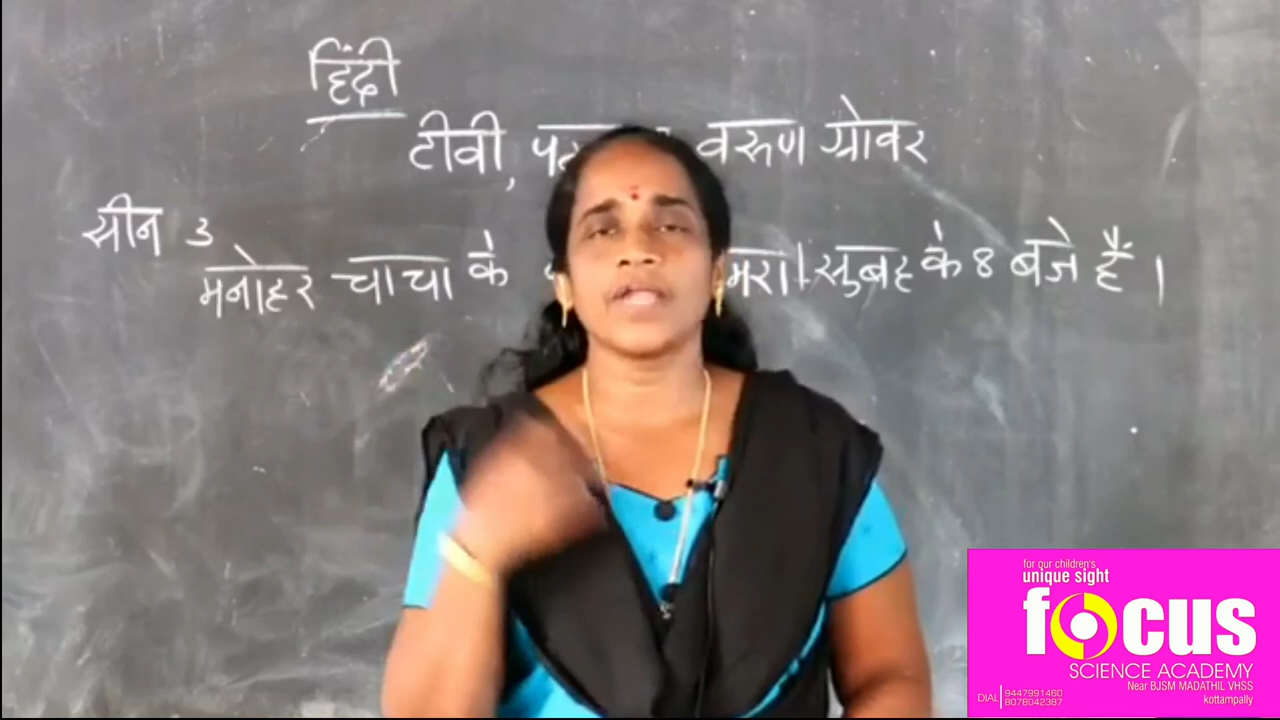 हिंदी
टीवी, वरुण ग्रोवर
सीन 3
मनोहर चाचा के सुबह के 8 बजे हैं ।
for our children's
unique sight
focus
SCIENCE ACADEMY
Near BJSM MADATHIL VHSS
kottampally
DIAL 9447991460
8078042387